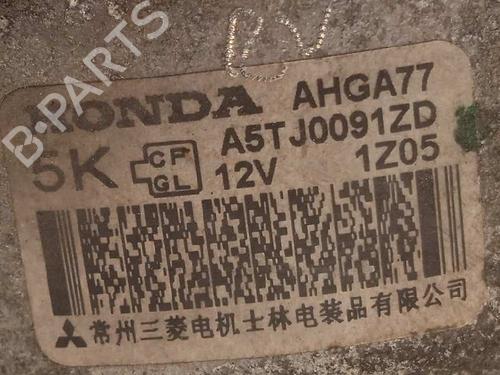 BV
HONDA AHGA77
5K CP GL A5TJ0091ZD
12V 1Z05
常州三菱电机士林电装品有限公司
B-PARTS